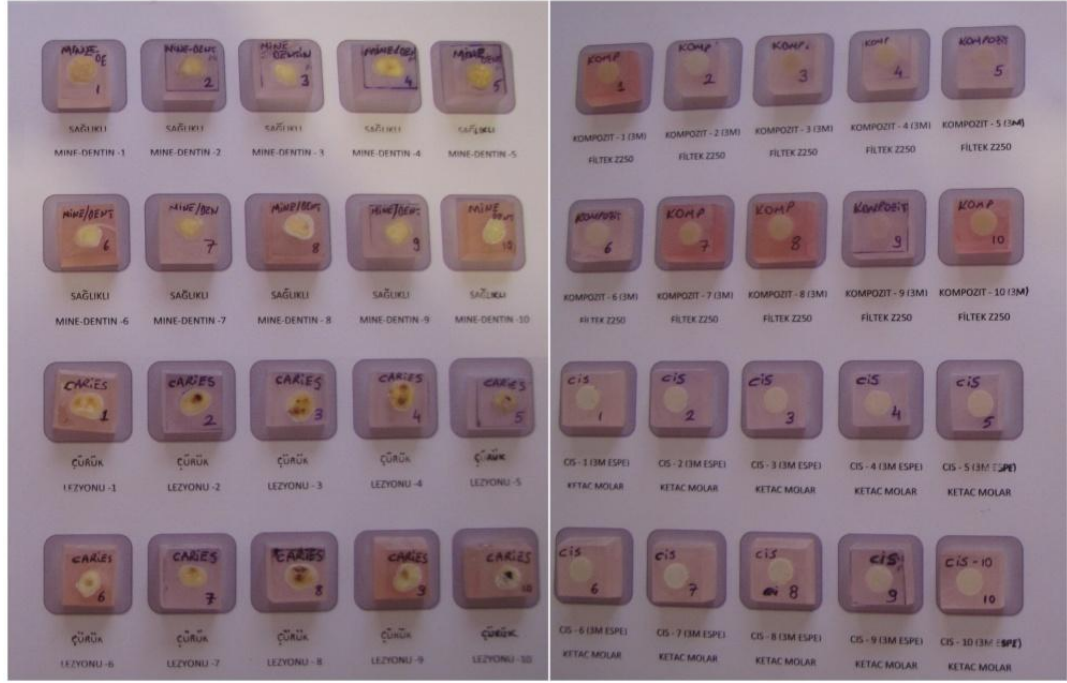 MINE DE 1
MINE-DENT 2
MINE DENTIN 3
MINE/DEN 4
MINE DENT 5
SAĞLIKLI SAĞLIKLI SAĞLIKLI SAĞLIKLI SAĞLIKLI
MINE-DENTIN -1 MINE-DENTIN -2 MINE-DENTIN - 3 MINE-DENTIN -4 MINE-DENTIN -5
MiNE/DENT 6
MINE/DEN 7
MINE/DENT 8
MINE/DENT 9
MINE DENT 10
SAĞLIKLI SAĞLIKLI SAĞLIKLI SAĞLIKLI SAĞLIKLI
MINE-DENTIN -6 MINE-DENTIN -7 MINE-DENTIN - 8 MINE-DENTIN -9 MINE-DENTIN -10
CARiES 1
CARiES 2
CARiES 3
CARiES 4
CARiES 5
ÇÜRÜK ÇÜRÜK ÇÜRÜK ÇÜRÜK ÇÜRÜK
LEZYONU -1 LEZYONU -2 LEZYONU - 3 LEZYONU -4 LEZYONU -5
CARiES 6
CARiES 7
CARiES 8
CARiES 9
CARiES 10
ÇÜRÜK ÇÜRÜK ÇÜRÜK ÇÜRÜK ÇÜRÜK
LEZYONU -6 LEZYONU -7 LEZYONU - 8 LEZYONU -9 LEZYONU -10
KOMP 1
KOMP 2
KOMP 3
KOMP 4
KOMPOZiT 5
KOMPOZIT - 1 (3M) KOMPOZIT - 2 (3M) KOMPOZIT - 3 (3M) KOMPOZIT - 4 (3M) KOMPOZIT - 5 (3M)
FİLTEK Z250 FİLTEK Z250 FİLTEK Z250 FİLTEK Z250 FİLTEK Z250
KOMPOZiT 6
KOMP 7
KOMP 8
KOMPOZiT 9
KOMP 10
KOMPOZIT - 6 (3M) KOMPOZIT - 7 (3M) KOMPOZIT - 8 (3M) KOMPOZIT - 9 (3M) KOMPOZIT - 10 (3M)
FİLTEK Z250 FİLTEK Z250 FİLTEK Z250 FİLTEK Z250 FİLTEK Z250
CiS 1
CiS 2
CiS 3
CiS 4
CiS 5
CIS - 1 (3M ESPE) CIS - 2 (3M ESPE) CIS - 3 (3M ESPE) CIS - 4 (3M ESPE) CIS - 5 (3M ESPE)
KETAC MOLAR KETAC MOLAR KETAC MOLAR KETAC MOLAR KETAC MOLAR
CiS 6
CiS 7
CiS 8
CiS 9
CiS - 10 10
CIS - 6 (3M ESPE) CIS - 7 (3M ESPE) CIS - 8 (3M ESPE) CIS - 9 (3M ESPE) CIS - 10 (3M ESPE)
KETAC MOLAR KETAC MOLAR KETAC MOLAR KETAC MOLAR KETAC MOLAR